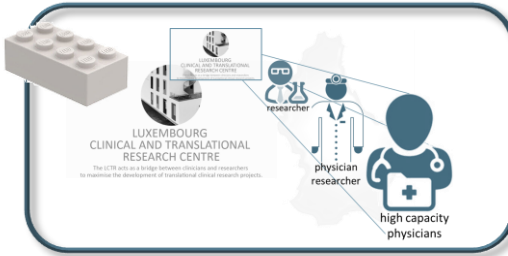 LUXEMBOURG
CLINICAL AND TRANSLATIONAL
RESEARCH CENTRE
LUXEMBOURG
CLINICAL AND TRANSLATIONAL
RESEARCH CENTRE
The LCTR acts as a bridge between clinicians and researchers
to maximise the development of translational clinical research projects.
researcher
physician
researcher
high capacity
physicians